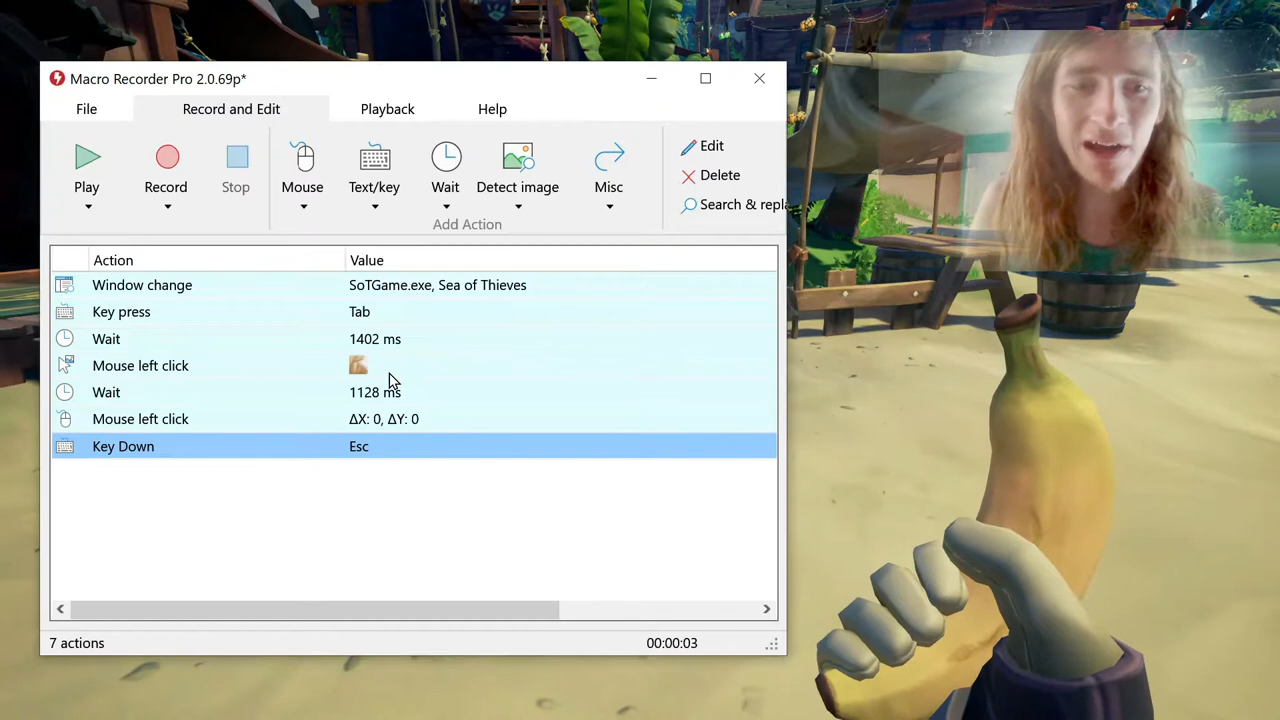 Macro Recorder Pro 2.0.69p*
File Record and Edit Playback Help
Play Record Stop Mouse Text/key Wait Detect image Misc
Edit
Delete
Search & repla
Add Action
Action Value
Window change SoTGame.exe, Sea of Thieves
Key press Tab
Wait 1402 ms
Mouse left click
Wait 1128 ms
Mouse left click ΔX: 0, ΔY: 0
Key Down Esc
7 actions 00:00:03